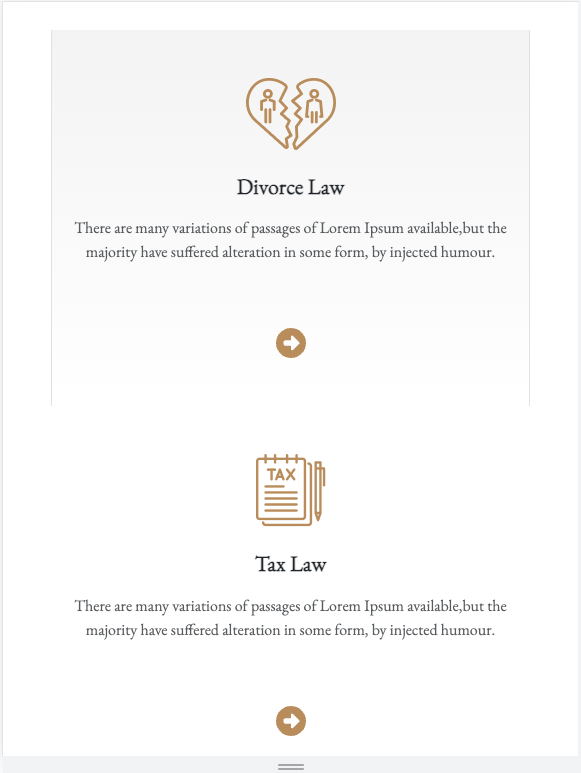 Divorce Law
There are many variations of passages of Lorem Ipsum available,but the
majority have suffered alteration in some form, by injected humour.
TAX
Tax Law
There are many variations of passages of Lorem Ipsum available,but the
majority have suffered alteration in some form, by injected humour.